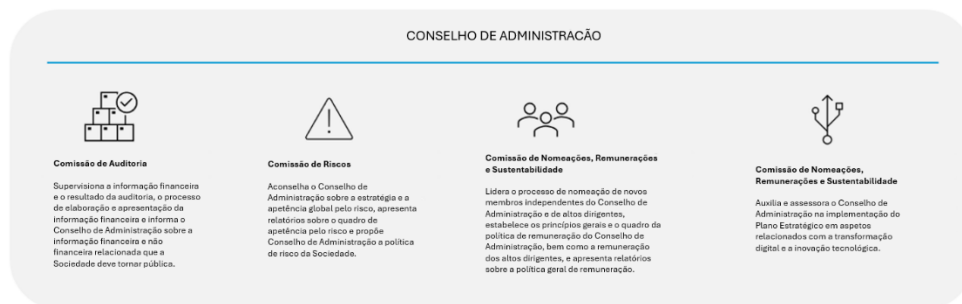 CONSELHO DE ADMINISTRACÃO
Comissão de Auditoria
Supervisiona a informação financeira
e o resultado da auditoria, o processo
de elaboração e apresentação da
informação financeira e informa o
Conselho de Administração sobre a
informação financeira e não
financeira relacionada que a
Sociedade deve tornar pública.
Comissão de Riscos
Aconselha o Conselho de
Administração sobre a estratégia e a
apetência global pelo risco, apresenta
relatórios sobre o quadro de
apetência pelo risco e propõe
Conselho de Administração a política
de risco da Sociedade.
Comissão de Nomeações, Remunerações
e Sustentabilidade
Lidera o processo de nomeação de novos
membros independentes do Conselho de
Administração e de altos dirigentes,
estabelece os princípios gerais e o quadro da
política de remuneração do Conselho de
Administração, bem como a remuneração
dos altos dirigentes, e apresenta relatórios
sobre a política geral de remuneração.
Comissão de Nomeações,
Remunerações e Sustentabilidade
Auxilia e assessora o Conselho de
Administração na implementação do
Plano Estratégico em aspetos
relacionados com a transformação
digital e a inovação tecnológica.